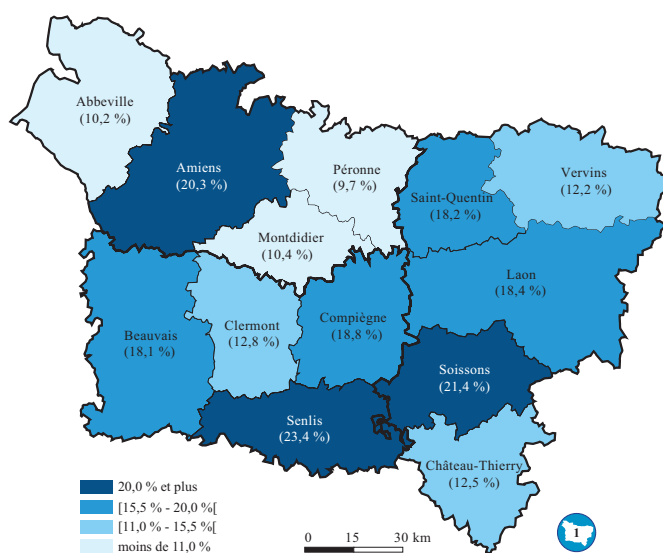 Abbeville
(10,2 %)
Amiens
(20,3 %)
Péronne
(9,7 %)
Saint-Quentin
(18,2 %)
Vervins
(12,2 %)
Montdidier
(10,4 %)
Laon
(18,4 %)
Beauvais
(18,1 %)
Clermont
(12,8 %)
Compiègne
(18,8 %)
Soissons
(21,4 %)
Senlis
(23,4 %)
Château-Thierry
(12,5 %)
20,0 % et plus
[15,5 % - 20,0 %[
[11,0 % - 15,5 %[
moins de 11,0 %
0 15 30 km
1